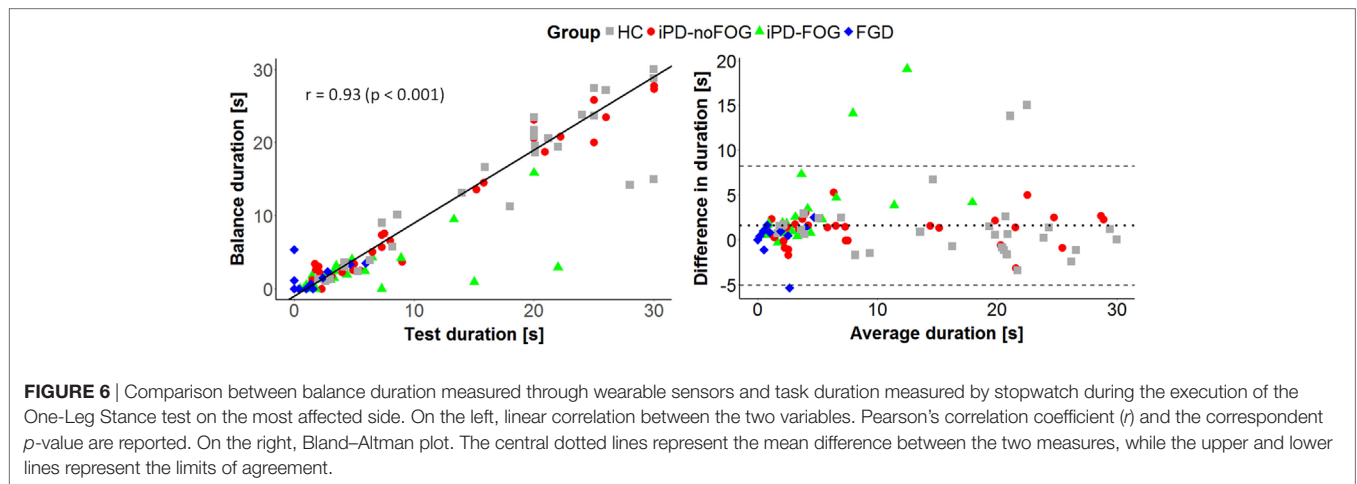 Group HC iPD-noFOG iPD-FOG FGD
Balance duration [s]
30
20
10
0
r = 0.93 (p < 0.001)
0 10 20 30
Test duration [s]
Difference in duration [s]
20
15
10
5
0
-5
0 10 20 30
Average duration [s]
FIGURE 6 | Comparison between balance duration measured through wearable sensors and task duration measured by stopwatch during the execution of the
One-Leg Stance test on the most affected side. On the left, linear correlation between the two variables. Pearson's correlation coefficient (r) and the correspondent
p-value are reported. On the right, Bland–Altman plot. The central dotted lines represent the mean difference between the two measures, while the upper and lower
lines represent the limits of agreement.